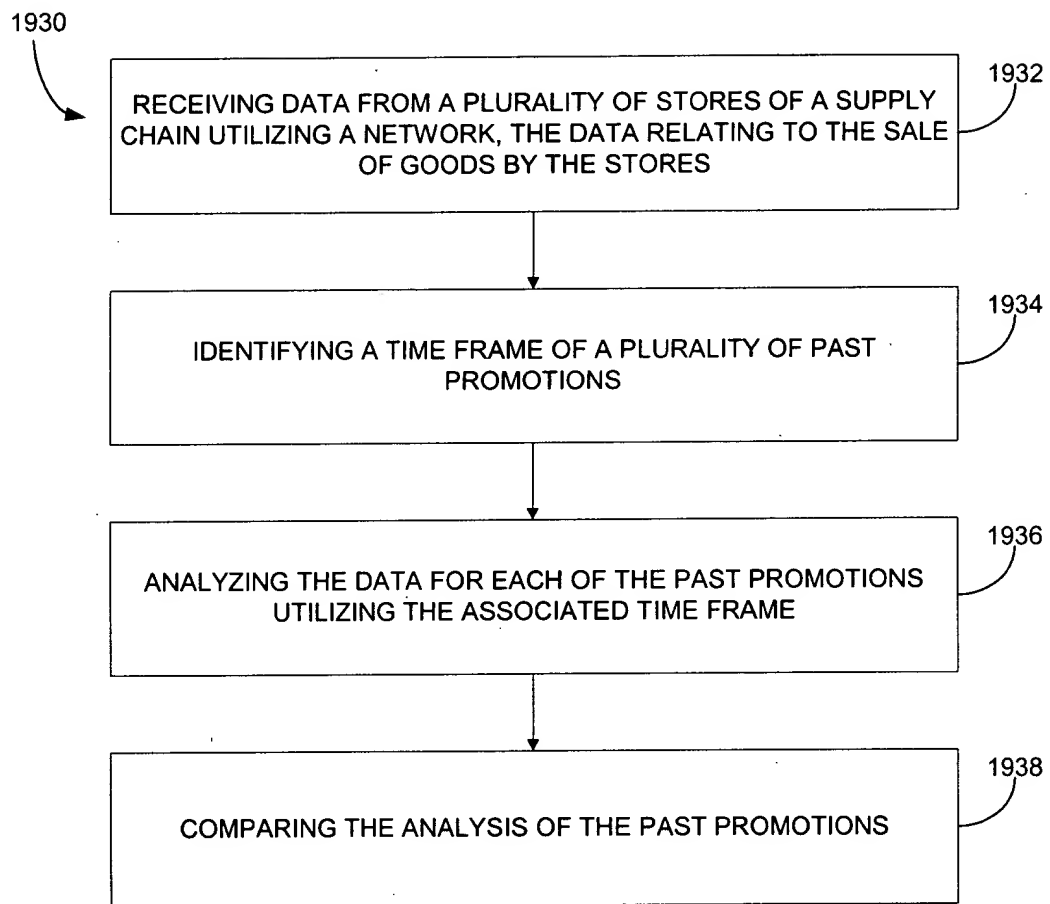 1930
1932
RECEIVING DATA FROM A PLURALITY OF STORES OF A SUPPLY
CHAIN UTILIZING A NETWORK, THE DATA RELATING TO THE SALE
OF GOODS BY THE STORES
1934
IDENTIFYING A TIME FRAME OF A PLURALITY OF PAST
PROMOTIONS
1936
ANALYZING THE DATA FOR EACH OF THE PAST PROMOTIONS
UTILIZING THE ASSOCIATED TIME FRAME
1938
COMPARING THE ANALYSIS OF THE PAST PROMOTIONS